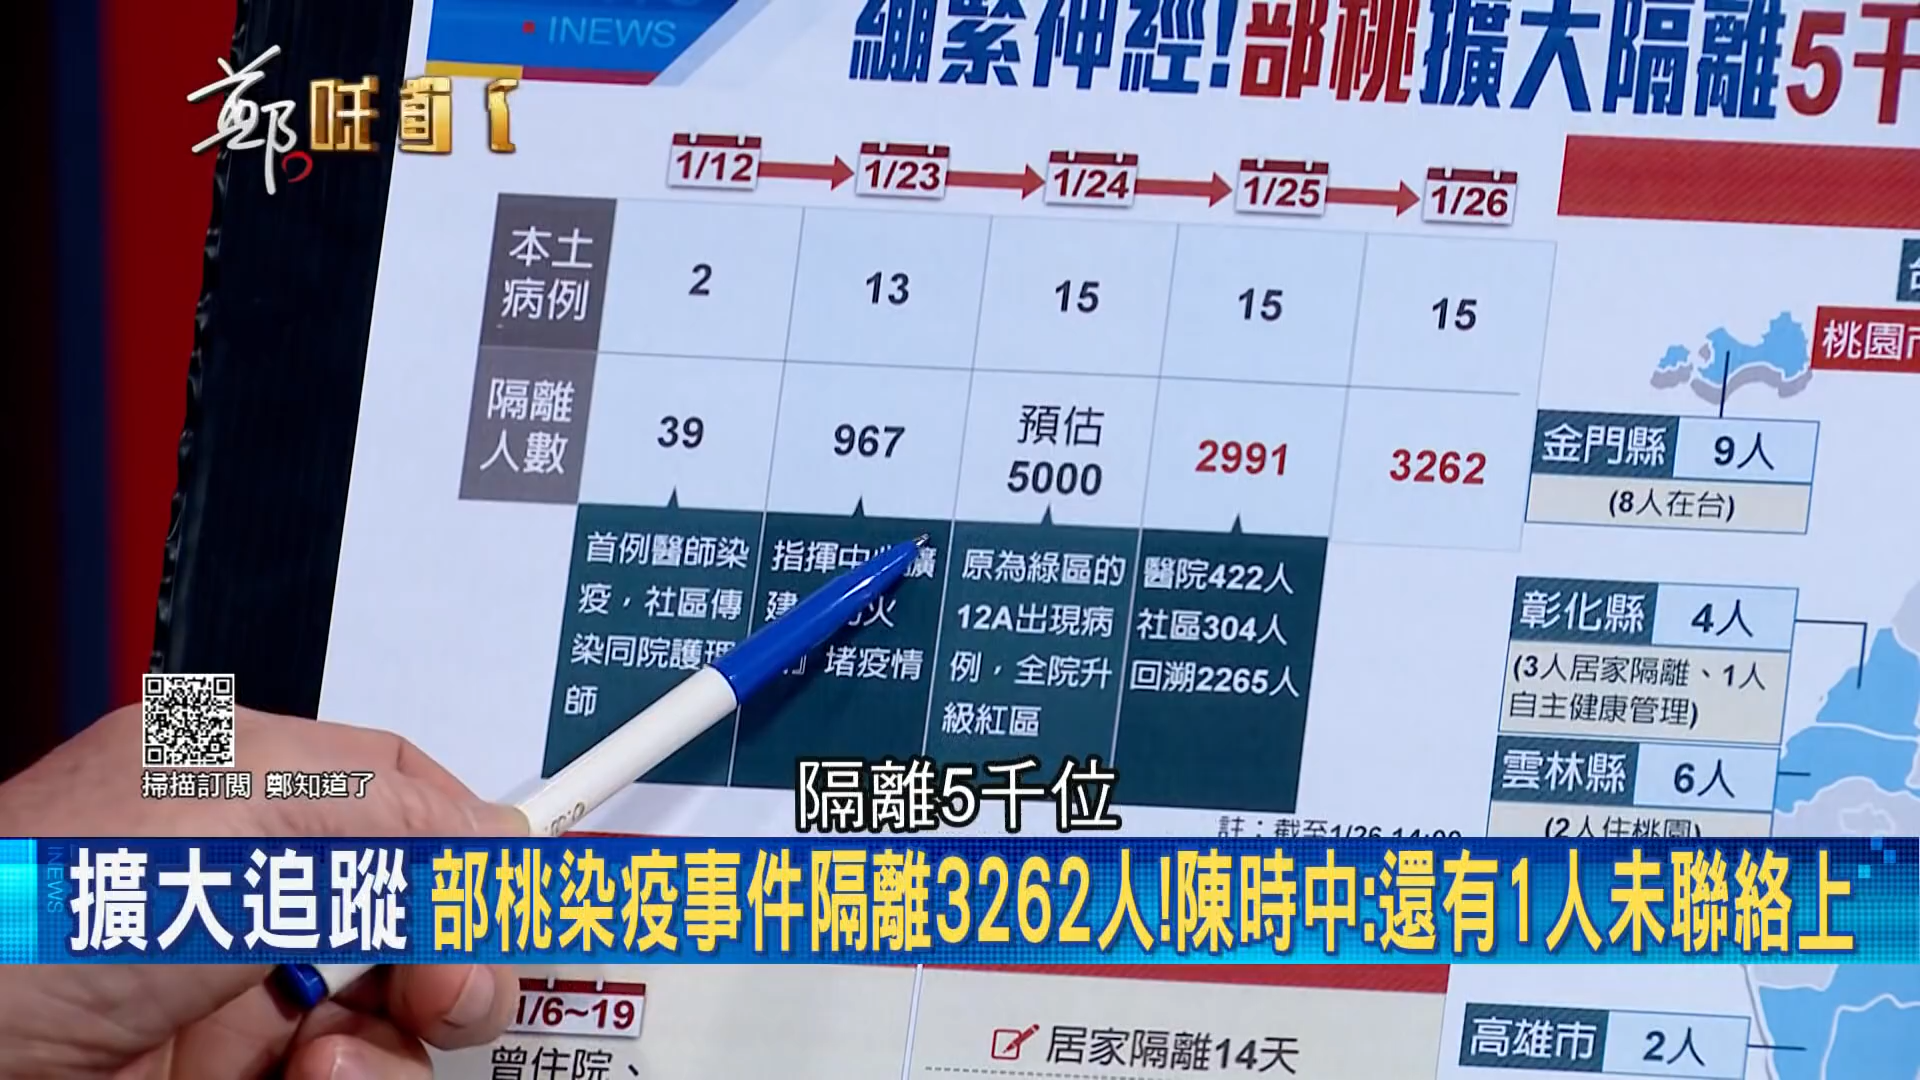 INEWS
繃緊神經!部桃擴大隔離5千
鄭
1/12
1/23
1/24
1/25
1/26
本土病例
2
13
15
15
15
隔離人數
39
967
預估
5000
2991
3262
首例醫師染
疫，社區傳
染同院護理
師
指揮中
建
火
堵疫情
原為綠區的
12A出現病
例，全院升
級紅區
醫院422人
社區304人
回溯2265人
桃園市
金門縣
9人
(8人在台)
彰化縣
4人
(3人居家隔離、1人
自主健康管理)
雲林縣
6人
(2人住桃園)
掃描訂閱 鄭知道了
隔離5千位
INEWS
擴大追蹤
部桃染疫事件隔離3262人!陳時中:還有1人未聯絡上
1/6~19
曾住院、
居家隔離14天
高雄市
2人